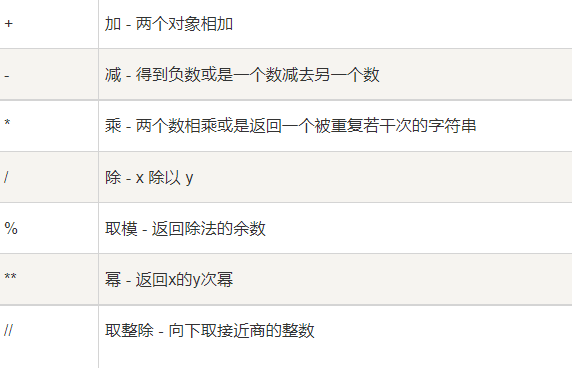 + 加 - 两个对象相加
- 减 - 得到负数或是一个数减去另一个数
* 乘 - 两个数相乘或是返回一个被重复若干次的字符串
/ 除 - x 除以 y
% 取模 - 返回除法的余数
** 幂 - 返回x的y次幂
// 取整除 - 向下取接近商的整数